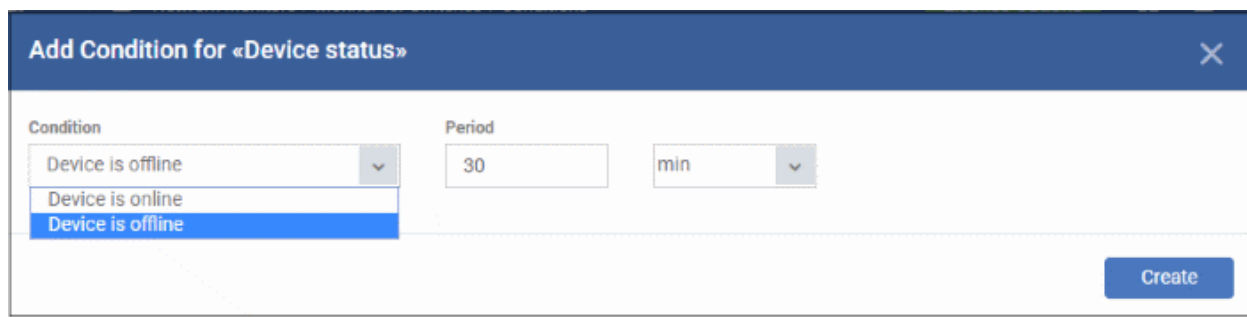 Add Condition for «Device status»
Condition
Period
Device is offline
30
min
Device is online
Device is offline
Create